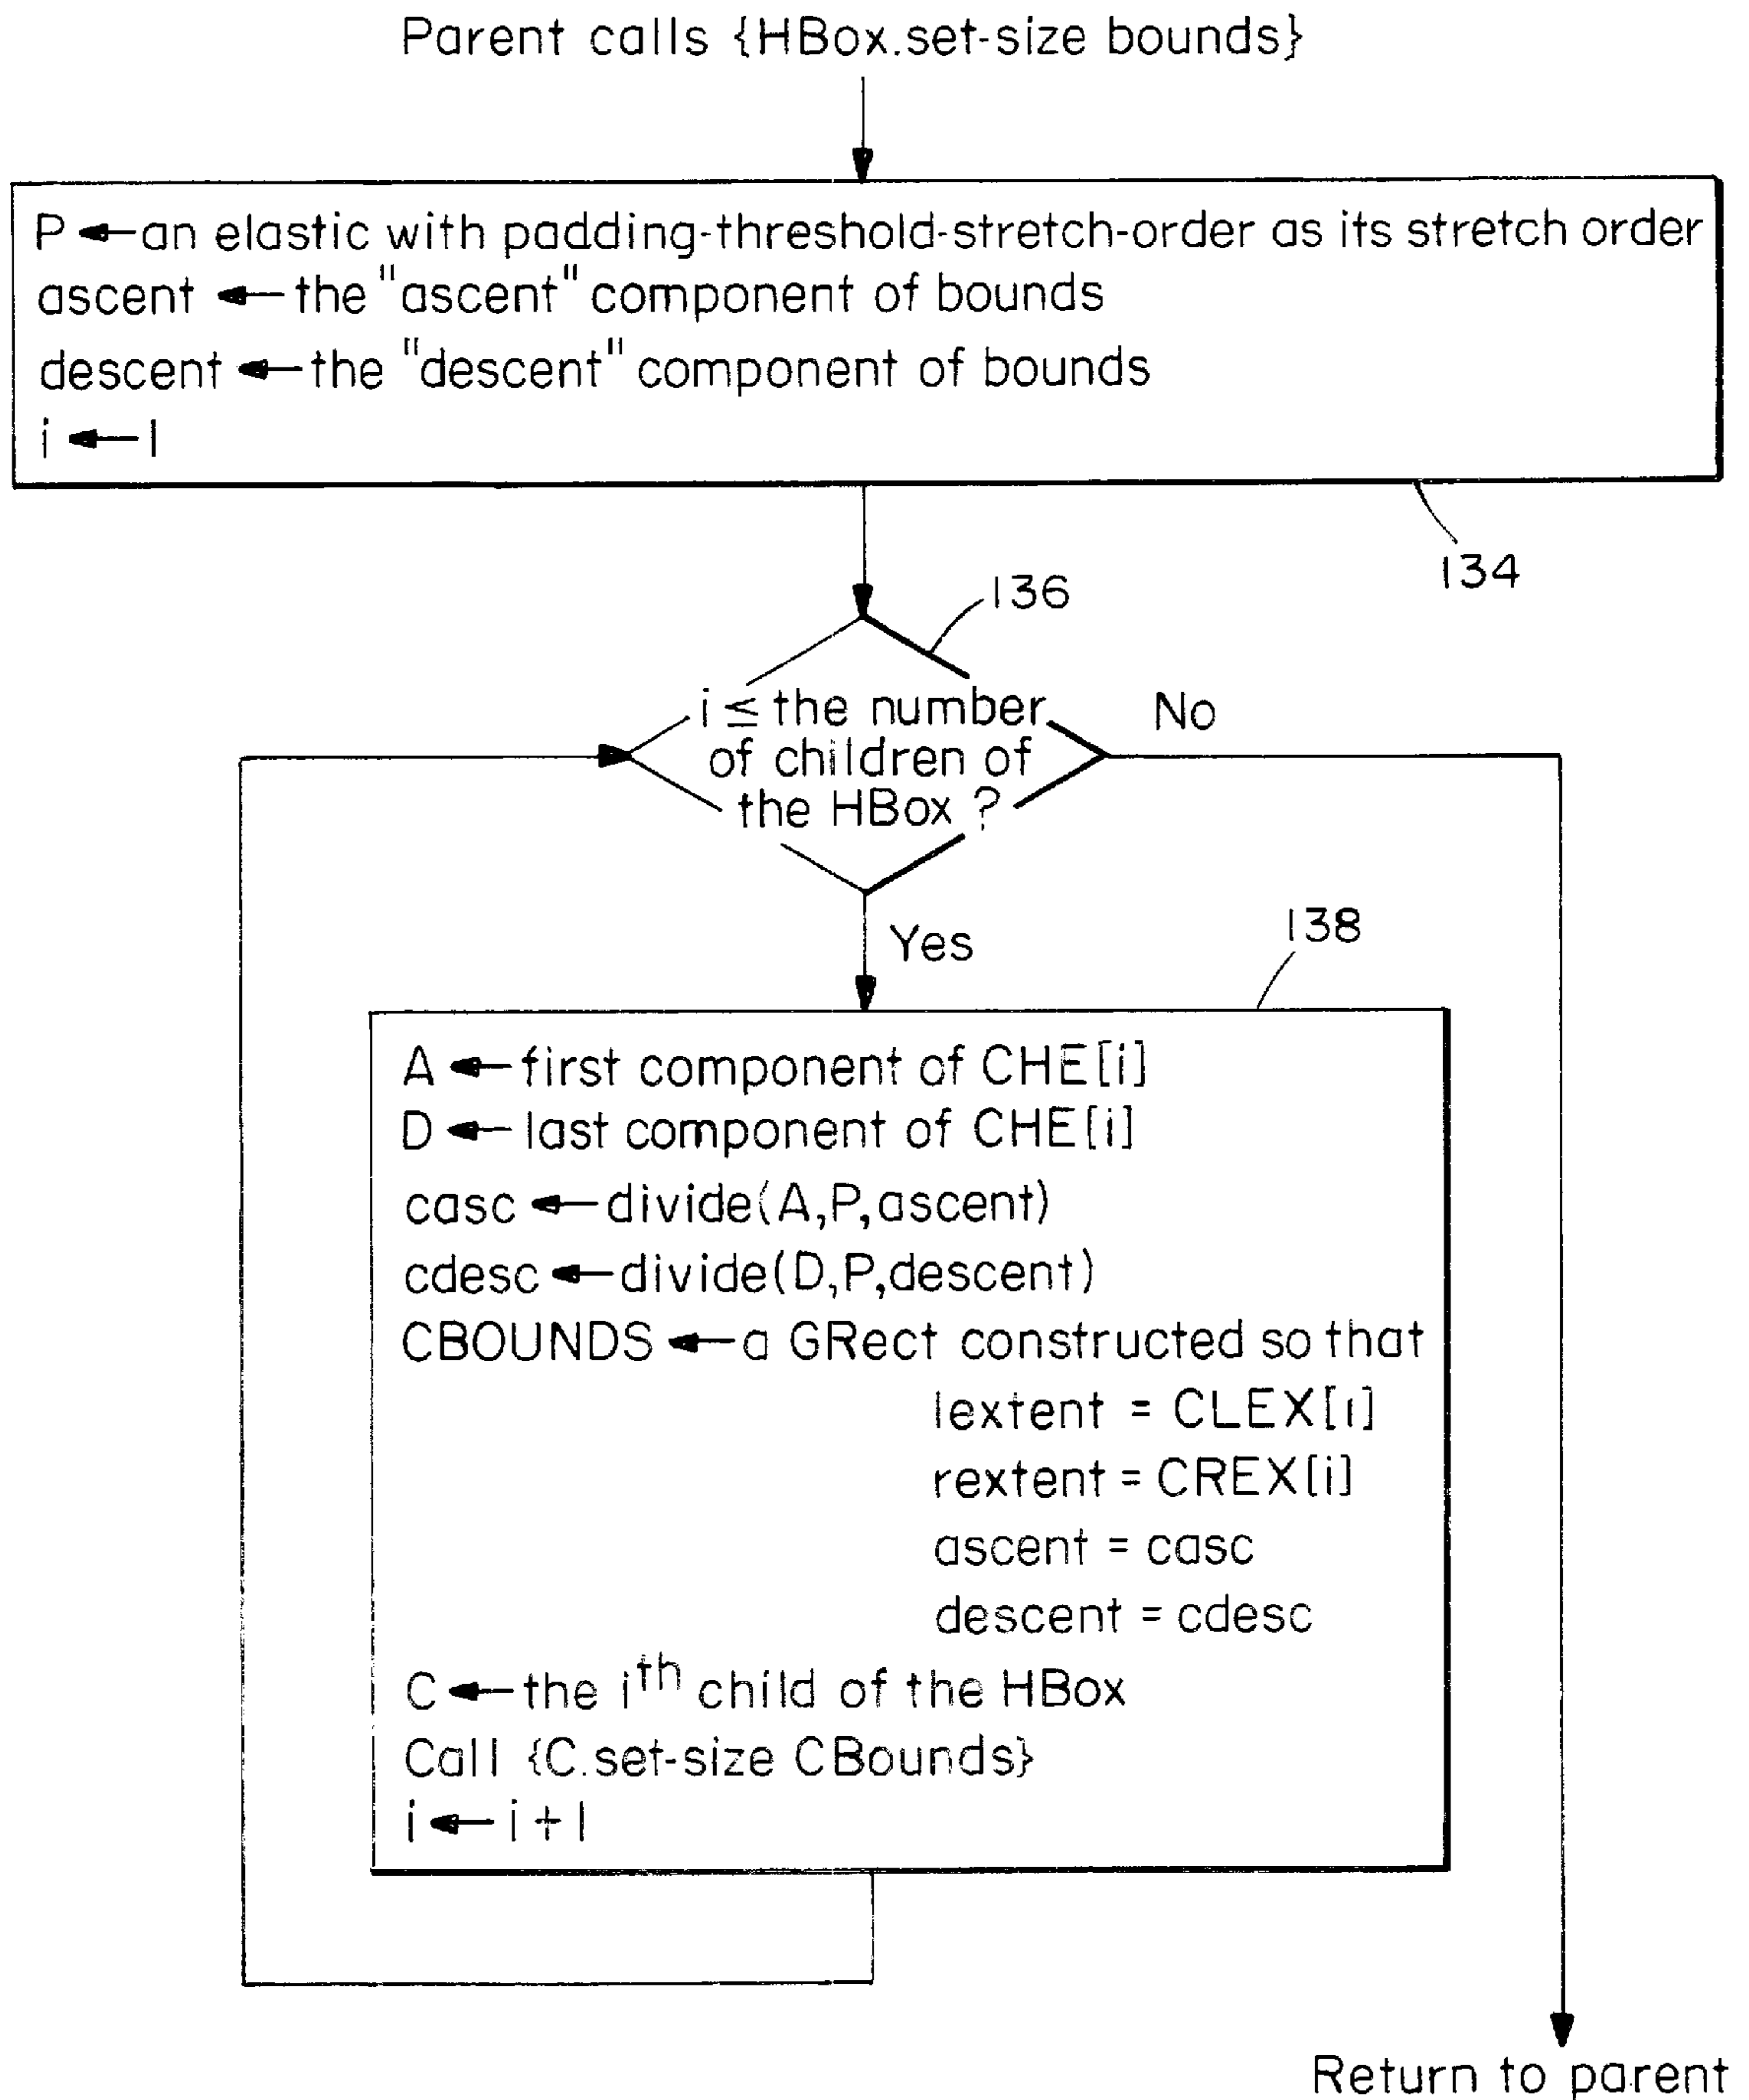 Parent calls {HBox.set-size bounds}
P←an elastic with padding-threshold-stretch-order as its stretch order
ascent ← the "ascent" component of bounds
descent ← the "descent" component of bounds
i ← 1
134
136
i ≤ the number
of children of
the HBox ?
No
Yes
138
A ← first component of CHE[i]
D ← last component of CHE[i]
casc ← divide(A,P,ascent)
cdesc ← divide(D,P,descent)
CBOUNDS ← a GRect constructed so that
lextent = CLEX[i]
rextent = CREX[i]
ascent = casc
descent = cdesc
C ← the ith child of the HBox
Call {C.set-size CBounds}
i ← i + 1
Return to parent